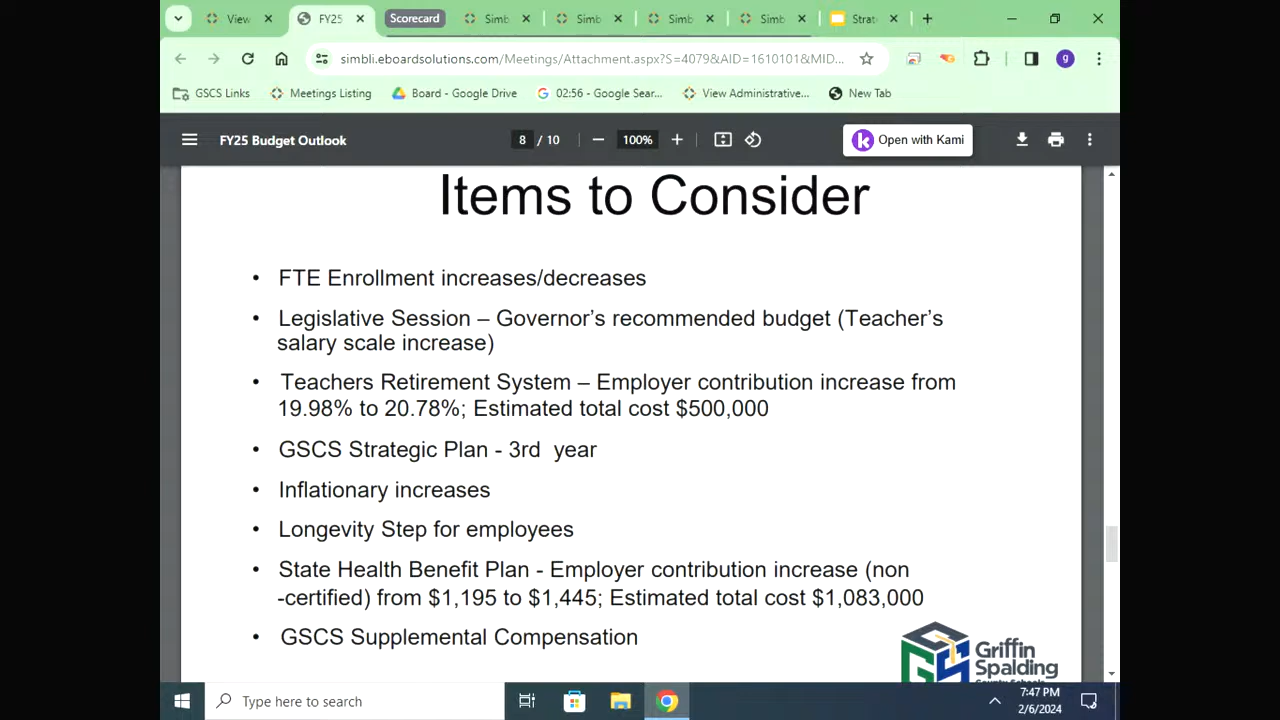 View
FY25
Scorecard
Simb
Simb
Simb
Simb
Strat
simbli.eboardsolutions.com/Meetings/Attachment.aspx?S=4079&AID=1610101&MID...
g
GSCS Links
Meetings Listing
Board - Google Drive
02:56 - Google Sear...
View Administrative...
New Tab
FY25 Budget Outlook
8 / 10
100%
k Open with Kami
Items to Consider
• FTE Enrollment increases/decreases
• Legislative Session – Governor's recommended budget (Teacher's
salary scale increase)
• Teachers Retirement System – Employer contribution increase from
19.98% to 20.78%; Estimated total cost $500,000
• GSCS Strategic Plan - 3rd year
• Inflationary increases
• Longevity Step for employees
• State Health Benefit Plan - Employer contribution increase (non
-certified) from $1,195 to $1,445; Estimated total cost $1,083,000
• GSCS Supplemental Compensation
Griffin
Spalding
County Schools
Type here to search
7:47 PM
2/6/2024